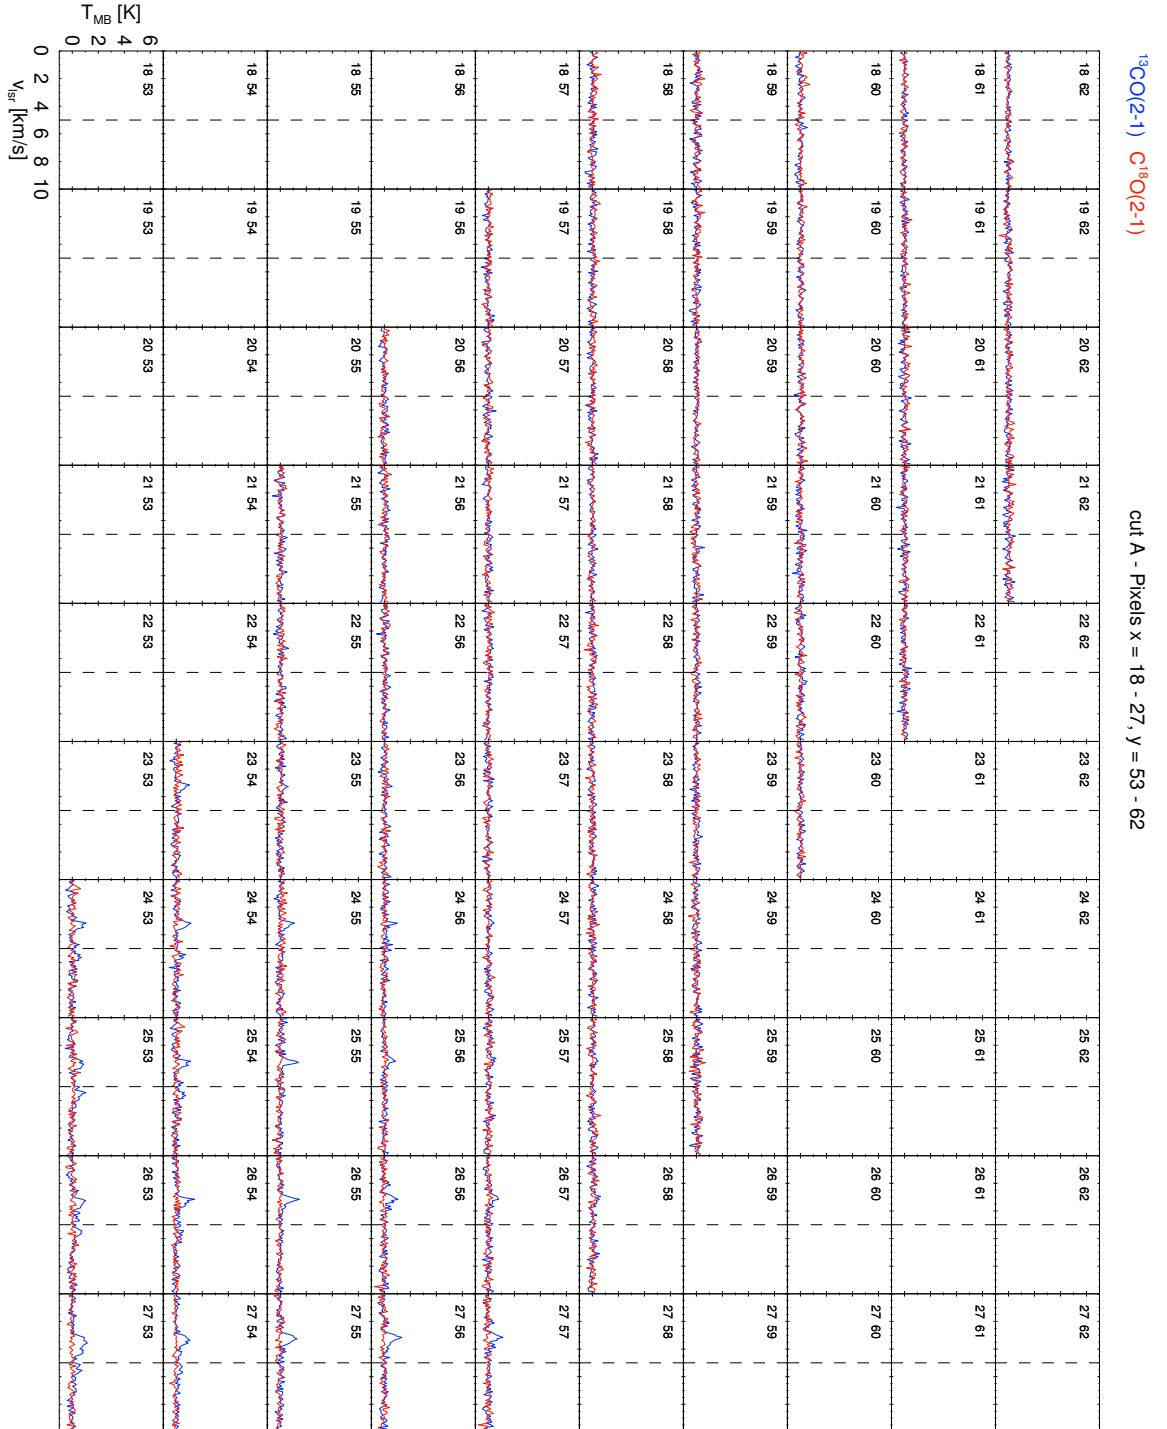 ¹³CO(2-1) C¹⁸O(2-1) cut A - Pixels x = 18 - 27, y = 53 - 62
18 62 19 62 20 62 21 62 22 62 23 62 24 62 25 62 26 62 27 62
18 61 19 61 20 61 21 61 22 61 23 61 24 61 25 61 26 61 27 61
18 60 19 60 20 60 21 60 22 60 23 60 24 60 25 60 26 60 27 60
18 59 19 59 20 59 21 59 22 59 23 59 24 59 25 59 26 59 27 59
18 58 19 58 20 58 21 58 22 58 23 58 24 58 25 58 26 58 27 58
18 57 19 57 20 57 21 57 22 57 23 57 24 57 25 57 26 57 27 57
18 56 19 56 20 56 21 56 22 56 23 56 24 56 25 56 26 56 27 56
18 55 19 55 20 55 21 55 22 55 23 55 24 55 25 55 26 55 27 55
18 54 19 54 20 54 21 54 22 54 23 54 24 54 25 54 26 54 27 54
18 53 19 53 20 53 21 53 22 53 23 53 24 53 25 53 26 53 27 53
T_MB [K]
6
4
2
0
0 2 4 6 8 10
v_lsr [km/s]